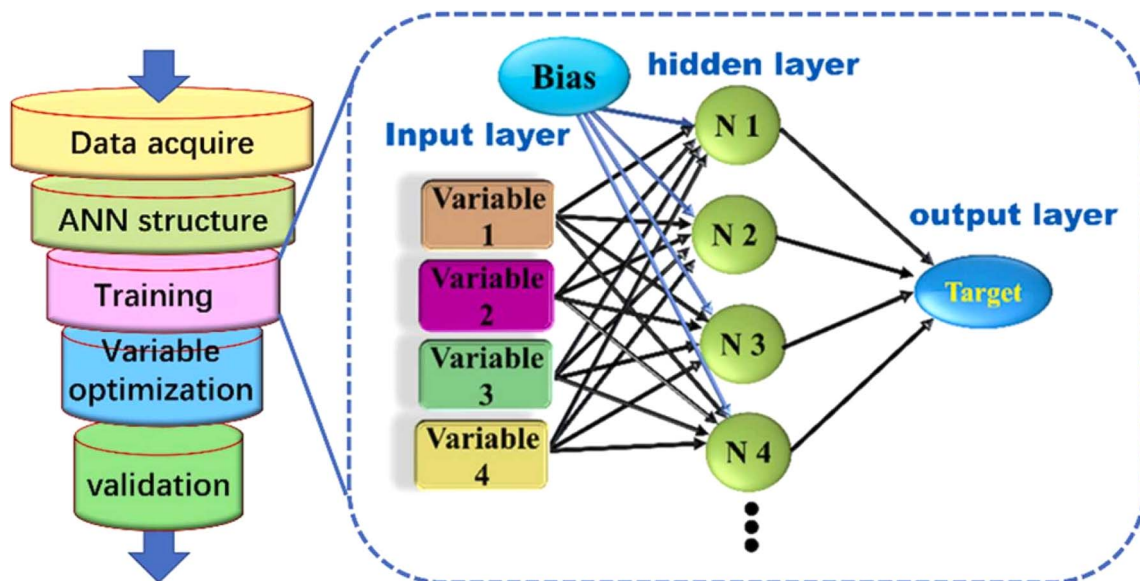 Data acquire
ANN structure
Training
Variable
optimization
validation
Bias
hidden layer
Input layer
Variable
1
Variable
2
Variable
3
Variable
4
N 1
N 2
N 3
N 4
output layer
Target